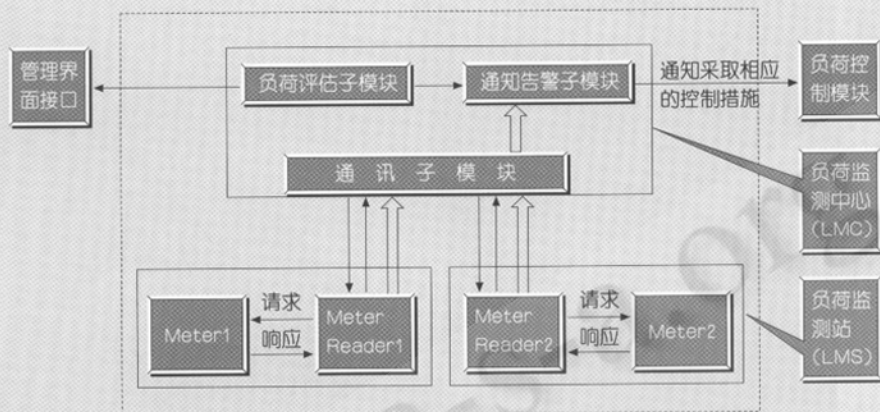 管理界
面接口
负荷评估子模块
通知告警子模块
通知采取相应
的控制措施
负荷控
制模块
通 讯 子 模 块
负荷监
测中心
(LMC)
Meter1
请求
响应
Meter
Reader1
Meter
Reader2
请求
响应
Meter2
负荷监
测站
(LMS)